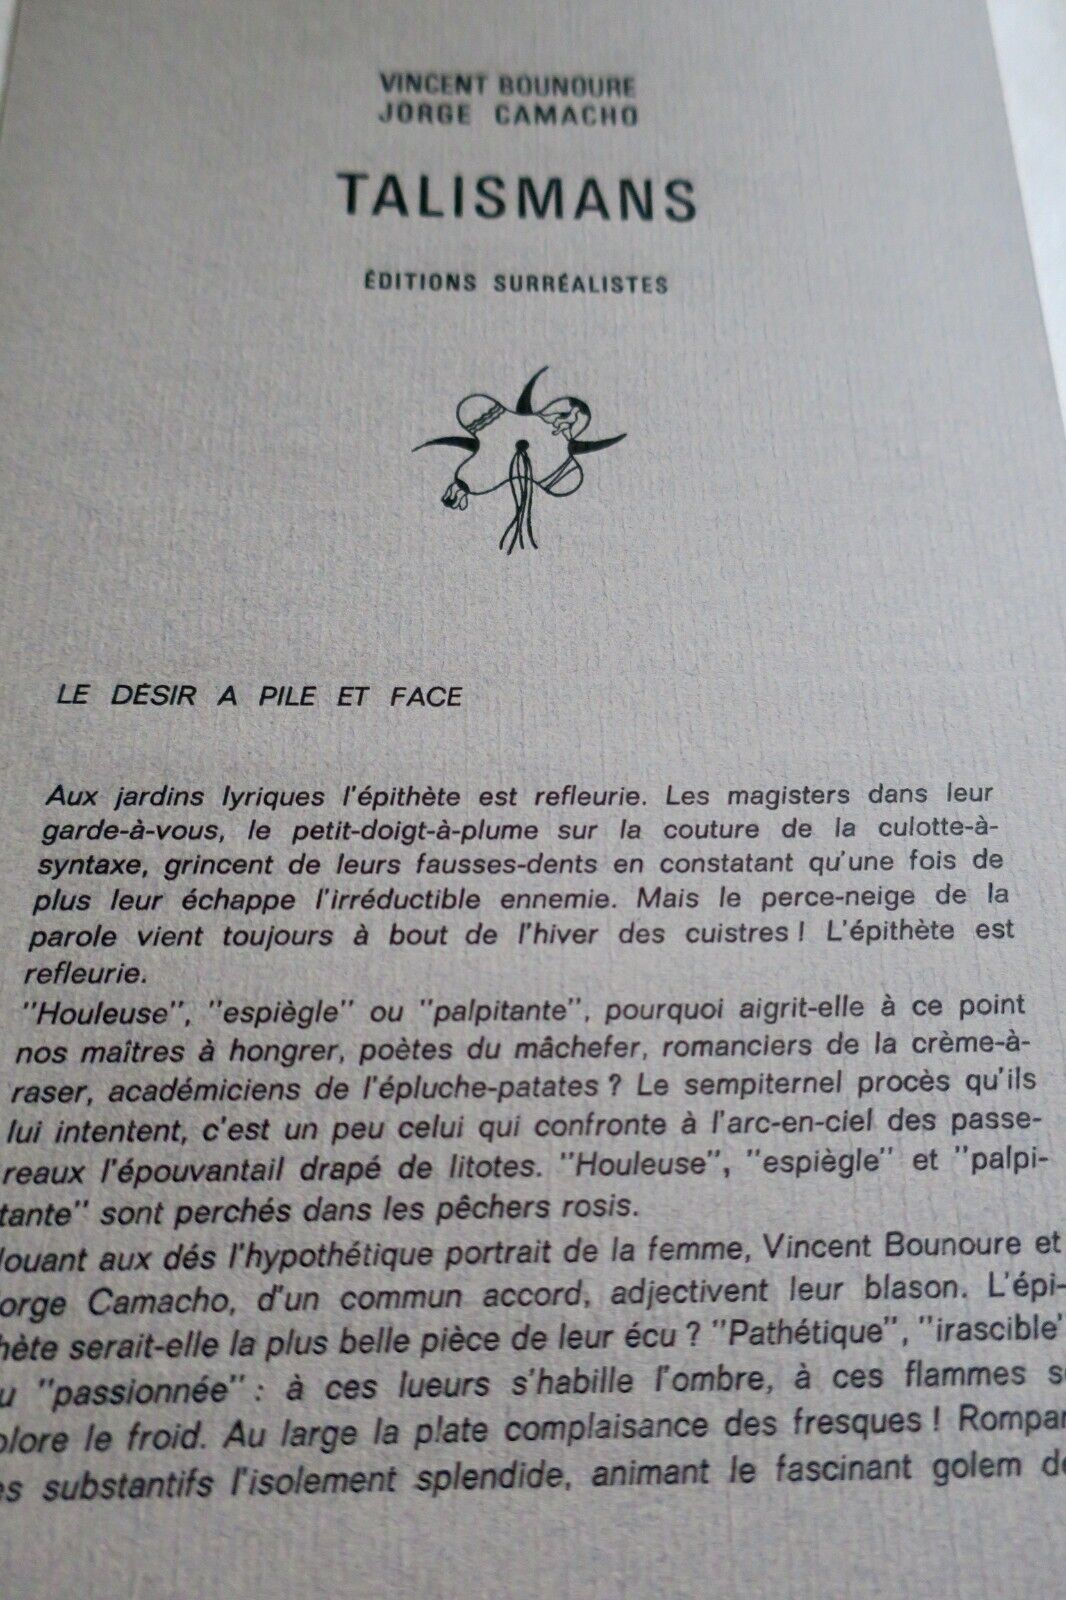 VINCENT BOUNOURE
JORGE CAMACHO
TALISMANS
ÉDITIONS SURRÉALISTES
LE DÉSIR A PILE ET FACE
Aux jardins lyriques l'épithète est refleurie. Les magisters dans leur
garde-à-vous, le petit-doigt-à-plume sur la couture de la culotte-à-
syntaxe, grincent de leurs fausses-dents en constatant qu'une fois de
plus leur échappe l'irréductible ennemie. Mais le perce-neige de la
parole vient toujours à bout de l'hiver des cuistres ! L'épithète est
refleurie.
"Houleuse", "espiègle" ou "palpitante", pourquoi aigrit-elle à ce point
nos maîtres à hongrer, poètes du mâchefer, romanciers de la crème-à-
raser, académiciens de l'épluche-patates ? Le sempiternel procès qu'ils
lui intentent, c'est un peu celui qui confronte à l'arc-en-ciel des passe-
reaux l'épouvantail drapé de litotes. "Houleuse", "espiègle" et "palpi-
tante" sont perchés dans les pêchers rosis.
Jouant aux dés l'hypothétique portrait de la femme, Vincent Bounoure et
orge Camacho, d'un commun accord, adjectivent leur blason. L'épi-
hète serait-elle la plus belle pièce de leur écu ? "Pathétique", "irascible"
u "passionnée" : à ces lueurs s'habille l'ombre, à ces flammes s
olore le froid. Au large la plate complaisance des fresques ! Rompan
es substantifs l'isolement splendide, animant le fascinant golem de